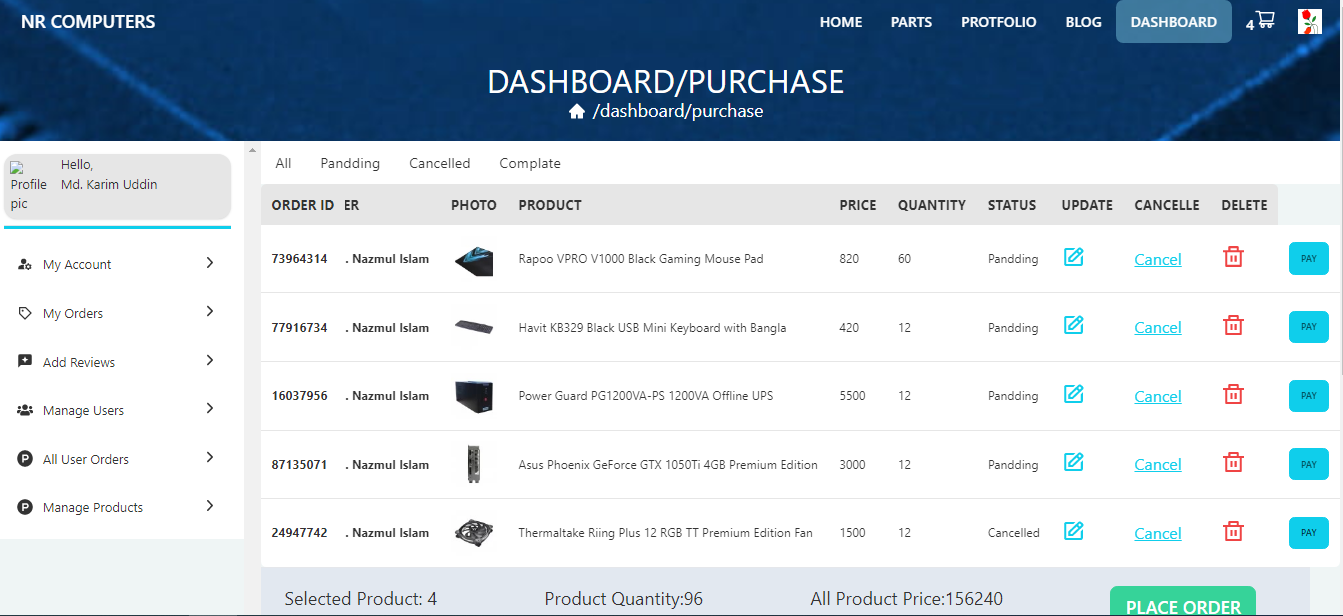 NR COMPUTERS HOME PARTS PROTFOLIO BLOG DASHBOARD 4
DASHBOARD/PURCHASE
/dashboard/purchase
Profile pic
Hello,
Md. Karim Uddin
My Account
My Orders
Add Reviews
Manage Users
All User Orders
Manage Products
All Pandding Cancelled Complate
ORDER ID ER PHOTO PRODUCT PRICE QUANTITY STATUS UPDATE CANCELLE DELETE
73964314 . Nazmul Islam Rapoo VPRO V1000 Black Gaming Mouse Pad 820 60 Pandding Cancel PAY
77916734 . Nazmul Islam Havit KB329 Black USB Mini Keyboard with Bangla 420 12 Pandding Cancel PAY
16037956 . Nazmul Islam Power Guard PG1200VA-PS 1200VA Offline UPS 5500 12 Pandding Cancel PAY
87135071 . Nazmul Islam Asus Phoenix GeForce GTX 1050Ti 4GB Premium Edition 3000 12 Pandding Cancel PAY
24947742 . Nazmul Islam Thermaltake Riing Plus 12 RGB TT Premium Edition Fan 1500 12 Cancelled Cancel PAY
Selected Product: 4 Product Quantity:96 All Product Price:156240 PLACE ORDER